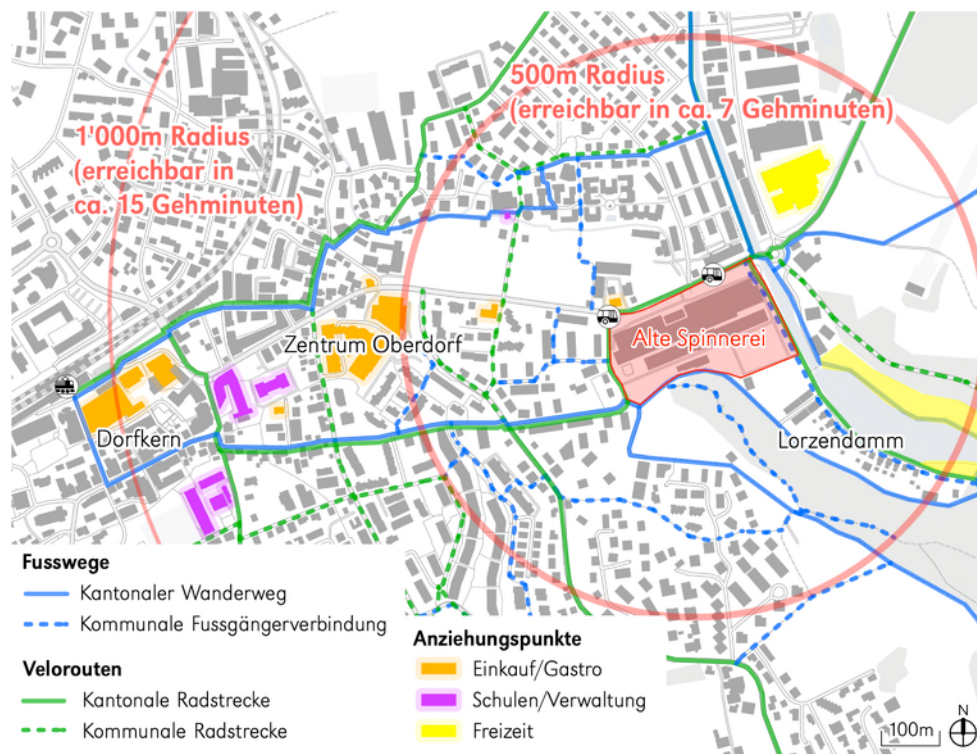 500m Radius
(erreichbar in ca. 7 Gehminuten)
1'000m Radius
(erreichbar in
ca. 15 Gehminuten)
Alte Spinnerei
Zentrum Oberdorf
Dorfkern
Lorzendamm
Fusswege
Kantonaler Wanderweg
Kommunale Fussgängerverbindung
Velorouten
Kantonale Radstrecke
Kommunale Radstrecke
Anziehungspunkte
Einkauf/Gastro
Schulen/Verwaltung
Freizeit
100m
N